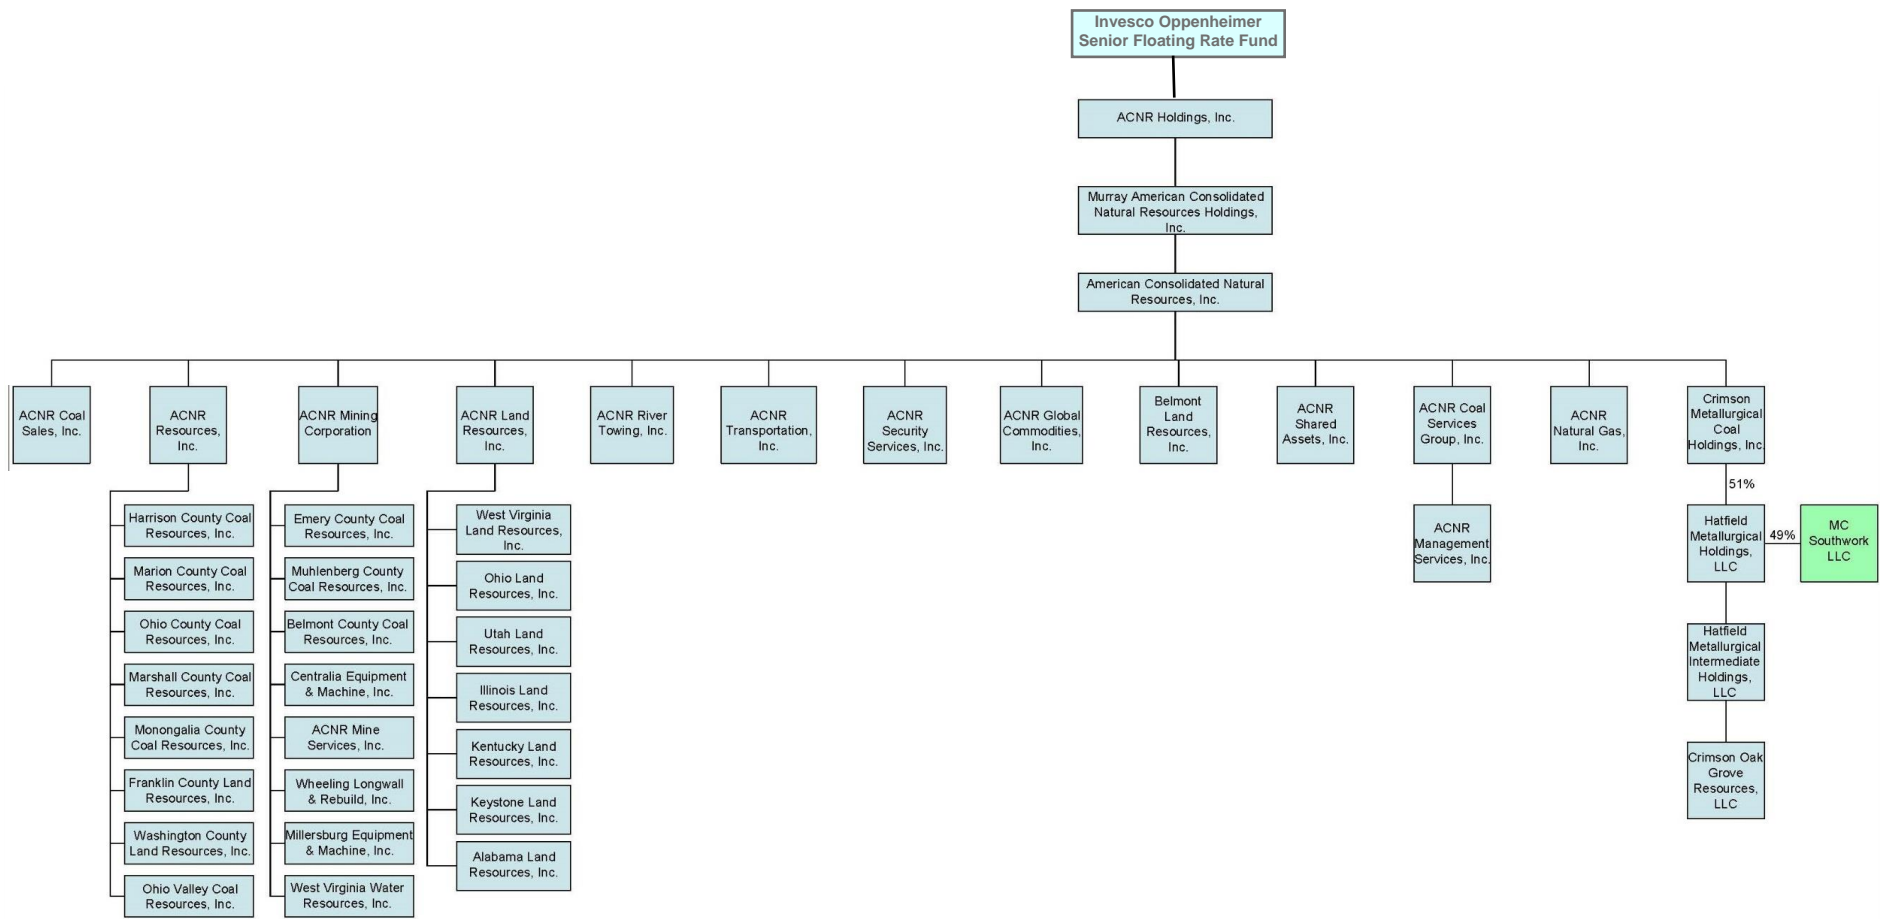 Invesco Oppenheimer
Senior Floating Rate Fund
ACNR Holdings, Inc.
Murray American Consolidated
Natural Resources Holdings,
Inc.
American Consolidated Natural
Resources, Inc.
ACNR Coal
Sales, Inc.
ACNR
Resources,
Inc.
ACNR Mining
Corporation
ACNR Land
Resources,
Inc.
ACNR River
Towing, Inc.
ACNR
Transportation,
Inc.
ACNR
Security
Services, Inc.
ACNR Global
Commodities,
Inc.
Belmont
Land
Resources,
Inc.
ACNR
Shared
Assets, Inc.
ACNR Coal
Services
Group, Inc.
ACNR
Natural Gas,
Inc.
Crimson
Metallurgical
Coal
Holdings, Inc.
51%
Harrison County Coal
Resources, Inc.
Marion County Coal
Resources, Inc.
Ohio County Coal
Resources, Inc.
Marshall County Coal
Resources, Inc.
Monongalia County
Coal Resources, Inc.
Franklin County Land
Resources, Inc.
Washington County
Land Resources, Inc.
Ohio Valley Coal
Resources, Inc.
Emery County Coal
Resources, Inc.
Muhlenberg County
Coal Resources, Inc.
Belmont County Coal
Resources, Inc.
Centralia Equipment
& Machine, Inc.
ACNR Mine
Services, Inc.
Wheeling Longwall
& Rebuild, Inc.
Millersburg Equipment
& Machine, Inc.
West Virginia Water
Resources, Inc.
West Virginia
Land Resources,
Inc.
Ohio Land
Resources, Inc.
Utah Land
Resources, Inc.
Illinois Land
Resources, Inc.
Kentucky Land
Resources, Inc.
Keystone Land
Resources, Inc.
Alabama Land
Resources, Inc.
ACNR
Management
Services, Inc.
Hatfield
Metallurgical
Holdings,
LLC
49%
MC
Southwork
LLC
Hatfield
Metallurgical
Intermediate
Holdings,
LLC
Crimson Oak
Grove
Resources,
LLC